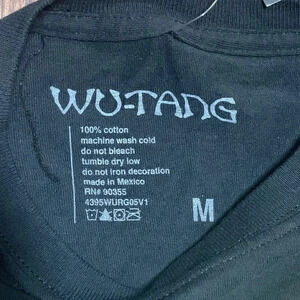 WU-TANG
100% cotton
machine wash cold
do not bleach
tumble dry low
do not iron decoration
made in Mexico
RN# 90355
4395WURG05V1
M